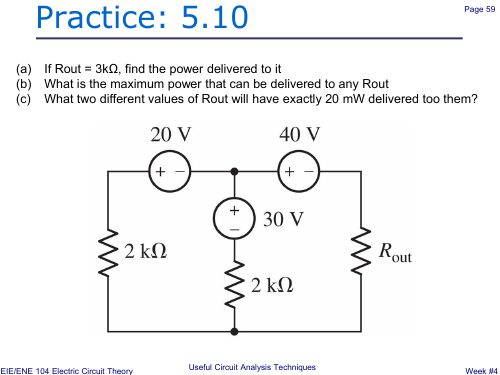 Practice: 5.10
Page 59
(a) If Rout = 3kΩ, find the power delivered to it
(b) What is the maximum power that can be delivered to any Rout
(c) What two different values of Rout will have exactly 20 mW delivered too them?
20 V
40 V
+ −
+ −
+
−
30 V
2 kΩ
2 kΩ
Rout
EIE/ENE 104 Electric Circuit Theory
Useful Circuit Analysis Techniques
Week #4